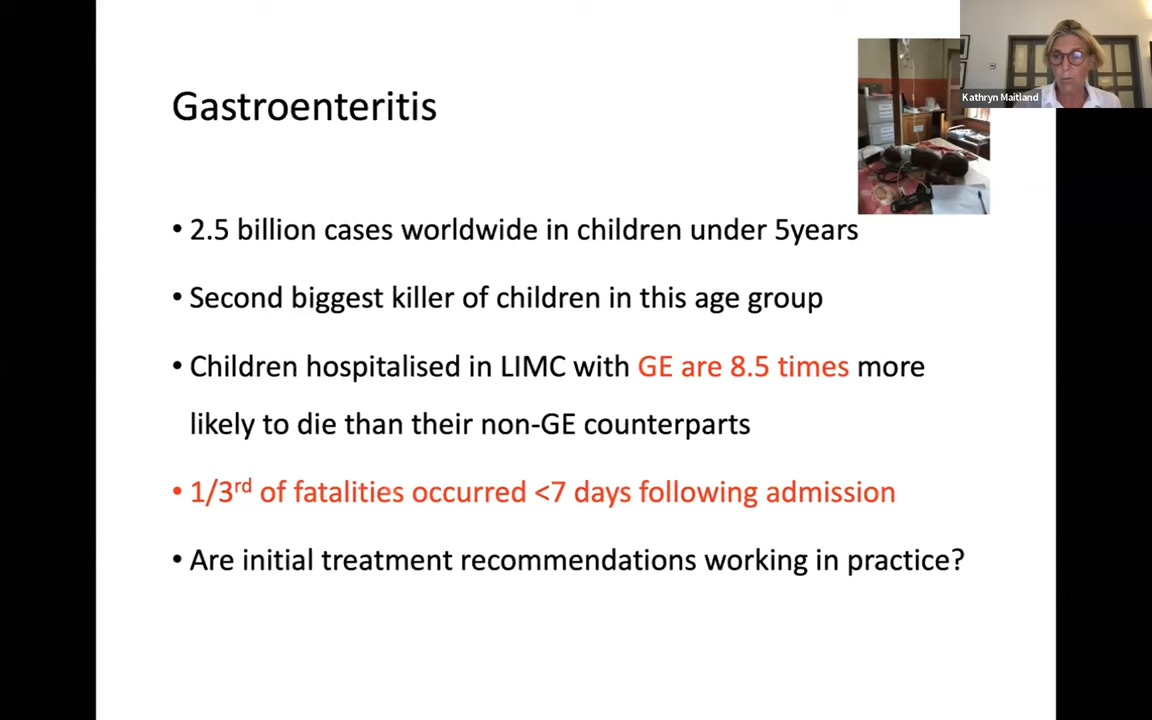 Kathryn Maitland
Gastroenteritis
• 2.5 billion cases worldwide in children under 5years
• Second biggest killer of children in this age group
• Children hospitalised in LIMC with GE are 8.5 times more
likely to die than their non-GE counterparts
• 1/3rd of fatalities occurred <7 days following admission
• Are initial treatment recommendations working in practice?